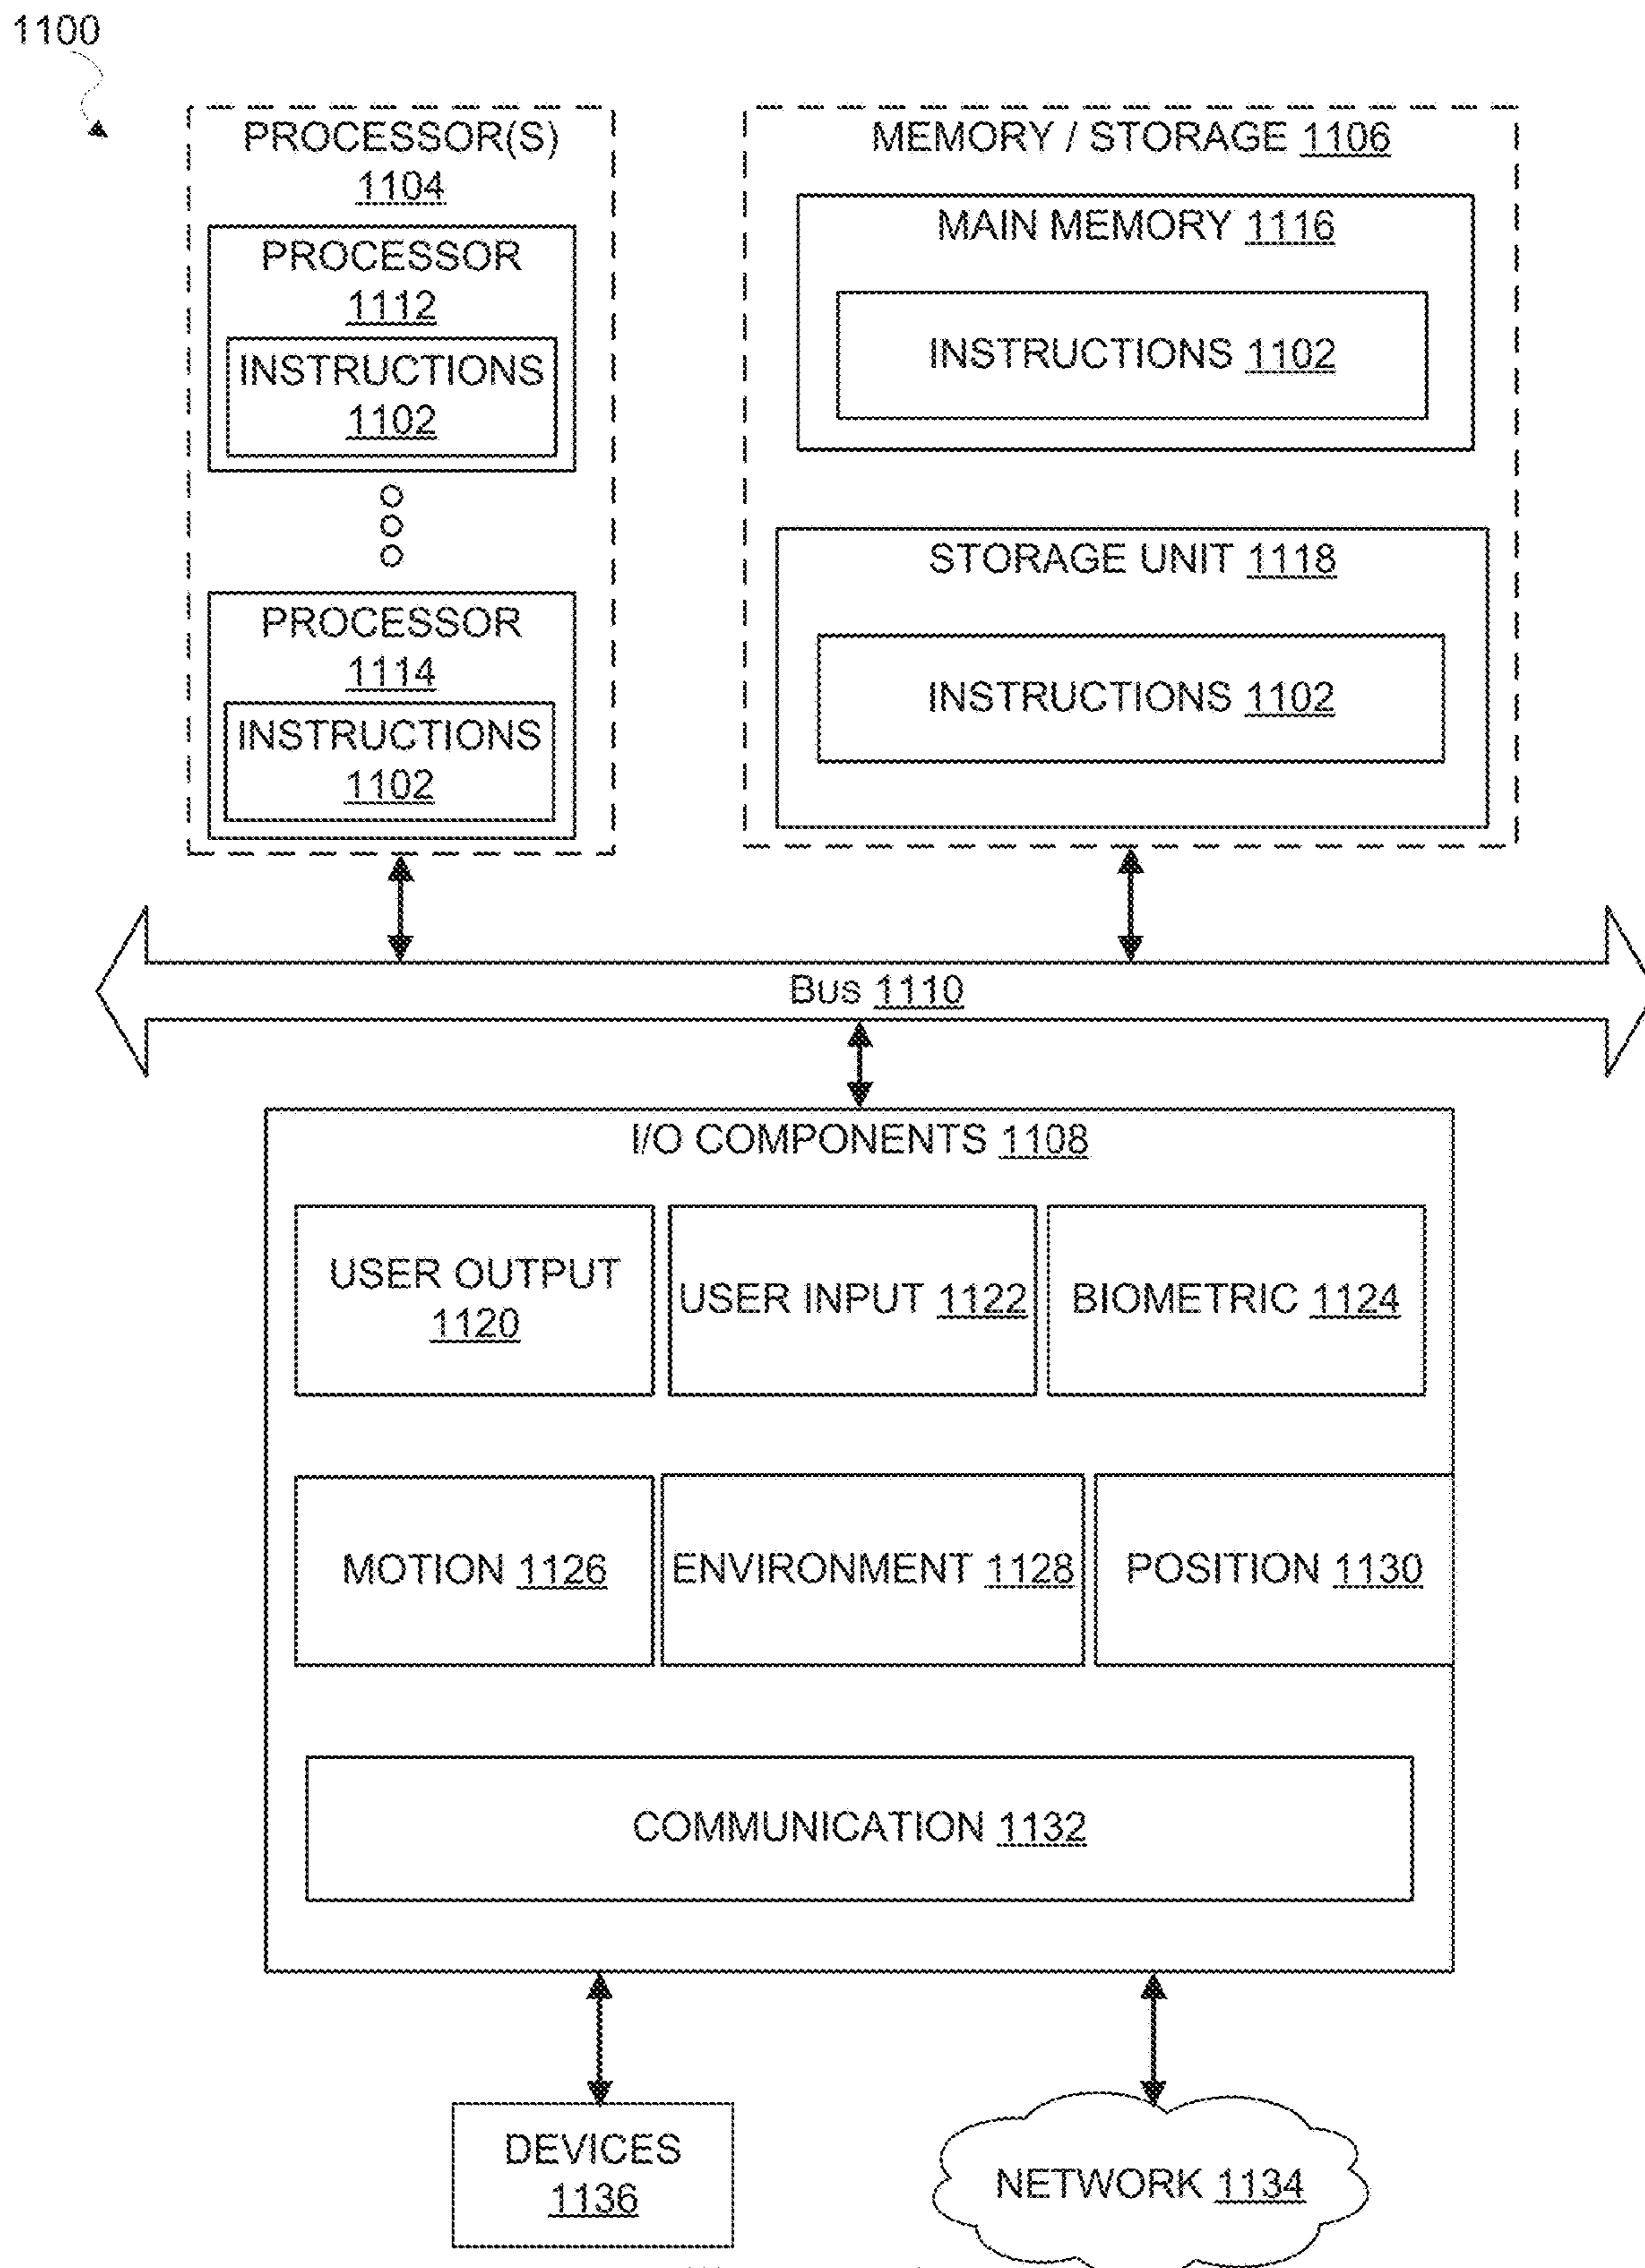 1100
PROCESSOR(S)
1104
PROCESSOR
1112
INSTRUCTIONS
1102
PROCESSOR
1114
INSTRUCTIONS
1102
MEMORY / STORAGE 1106
MAIN MEMORY 1116
INSTRUCTIONS 1102
STORAGE UNIT 1118
INSTRUCTIONS 1102
Bus 1110
I/O COMPONENTS 1108
USER OUTPUT
1120
USER INPUT 1122
BIOMETRIC 1124
MOTION 1126
ENVIRONMENT 1128
POSITION 1130
COMMUNICATION 1132
DEVICES
1136
NETWORK 1134